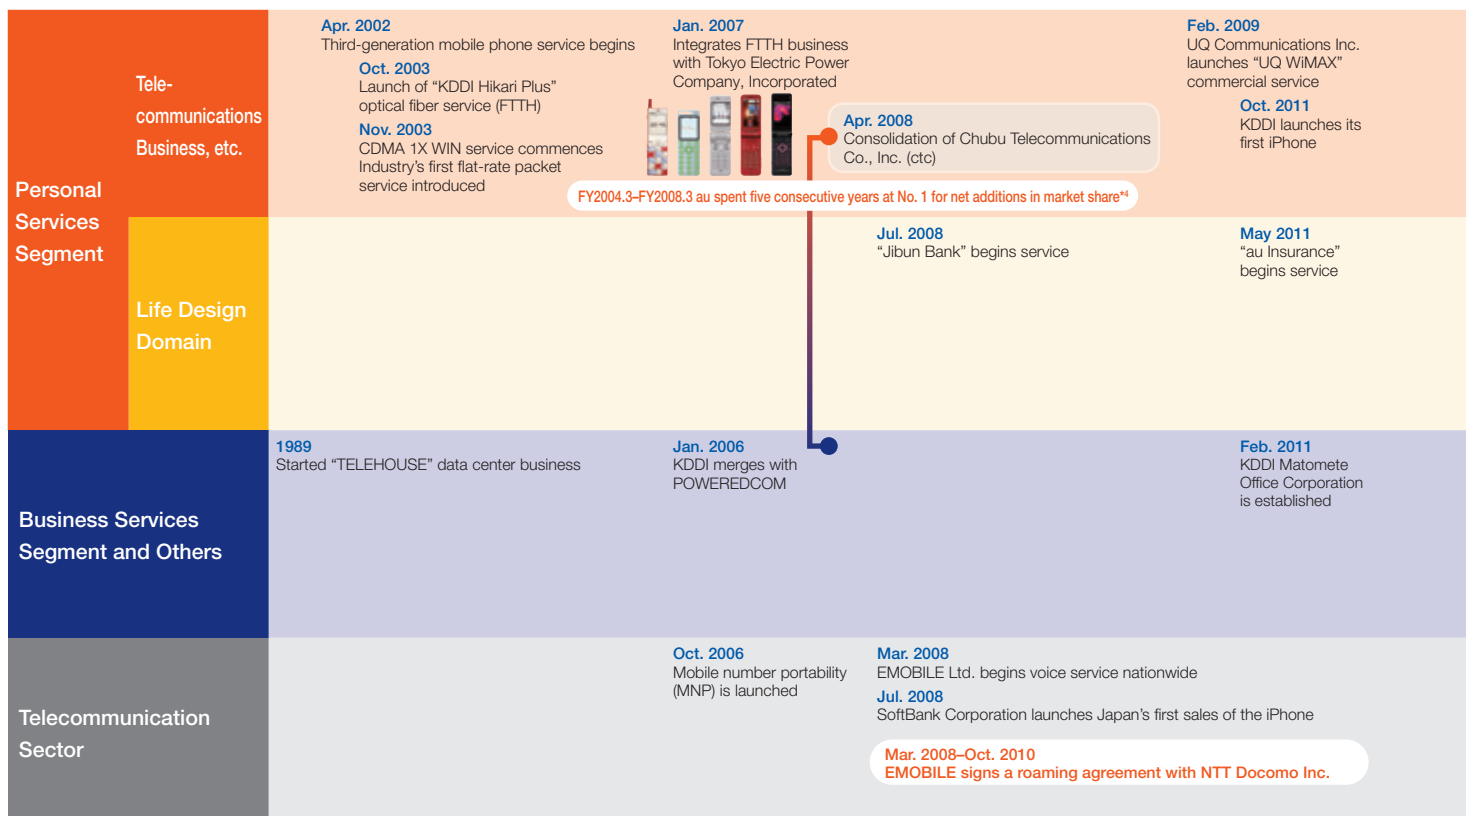 Personal
Services
Segment
Tele-
communications
Business, etc.
Apr. 2002
Third-generation mobile phone service begins
Oct. 2003
Launch of “KDDI Hikari Plus”
optical fiber service (FTTH)
Nov. 2003
CDMA 1X WIN service commences
Industry’s first flat-rate packet
service introduced
Jan. 2007
Integrates FTTH business
with Tokyo Electric Power
Company, Incorporated
Apr. 2008
Consolidation of Chubu Telecommunications
Co., Inc. (ctc)
FY2004.3–FY2008.3 au spent five consecutive years at No. 1 for net additions in market share*4
Feb. 2009
UQ Communications Inc.
launches “UQ WiMAX”
commercial service
Oct. 2011
KDDI launches its
first iPhone
Life Design
Domain
Jul. 2008
“Jibun Bank” begins service
May 2011
“au Insurance”
begins service
Business Services
Segment and Others
1989
Started “TELEHOUSE” data center business
Jan. 2006
KDDI merges with
POWEREDCOM
Feb. 2011
KDDI Matomete
Office Corporation
is established
Telecommunication
Sector
Oct. 2006
Mobile number portability
(MNP) is launched
Mar. 2008
EMOBILE Ltd. begins voice service nationwide
Jul. 2008
SoftBank Corporation launches Japan’s first sales of the iPhone
Mar. 2008–Oct. 2010
EMOBILE signs a roaming agreement with NTT Docomo Inc.